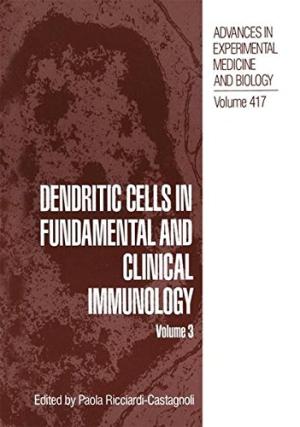 ADVANCES IN
EXPERIMENTAL
MEDICINE
AND BIOLOGY
Volume 417
DENDRITIC CELLS IN
FUNDAMENTAL AND
CLINICAL
IMMUNOLOGY
Volume 3
Edited by Paola Ricciardi-Castagnoli